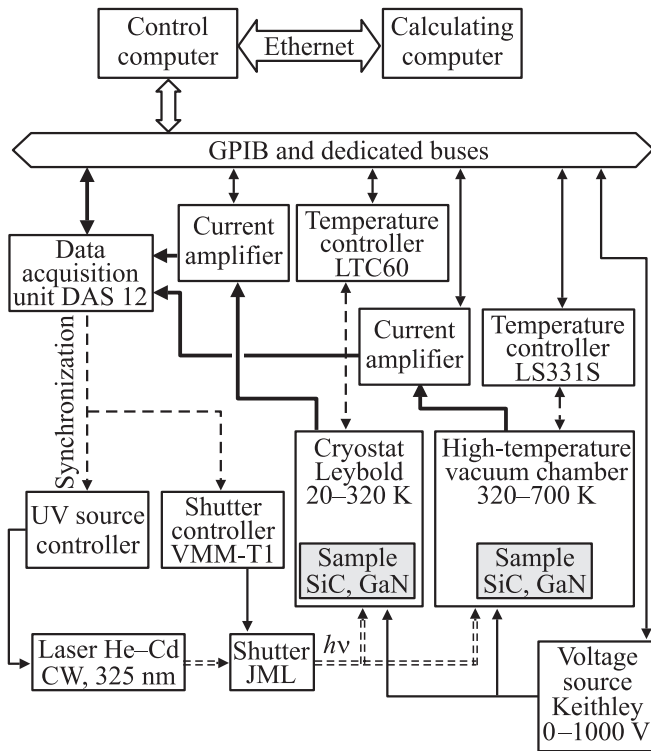 Control
computer
Ethernet
Calculating
computer
GPIB and dedicated buses
Data
acquisition
unit DAS 12
Current
amplifier
Temperature
controller
LTC60
Current
amplifier
Temperature
controller
LS331S
Synchronization
UV source
controller
Shutter
controller
VMM-T1
Cryostat
Leybold
20–320 K
Sample
SiC, GaN
High-temperature
vacuum chamber
320–700 K
Sample
SiC, GaN
Laser He–Cd
CW, 325 nm
Shutter
JML
hν
Voltage
source
Keithley
0–1000 V